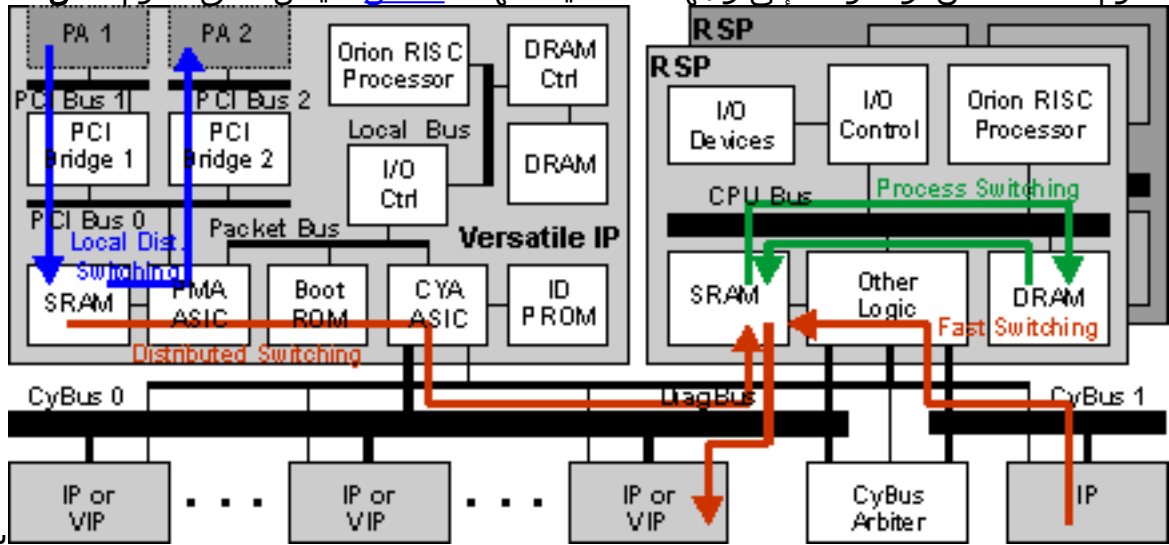 PA 1
PA 2
Orion RISC
Processor
DRAM
Ctrl
PCI Bus 1
PCI Bus 2
PCI
Bridge 1
PCI
Bridge 2
Local Bus
I/O
Ctrl
DRAM
PCI Bus 0
Packet Bus
Versatile IP
Local Dist.
Switching
SRAM
PMA
ASIC
Boot
ROM
CYA
ASIC
ID
PROM
Distributed Switching
RSP
RSP
I/O
Devices
I/O
Control
Orion RISC
Processor
CPU Bus
Process Switching
SRAM
Other
Logic
DRAM
Fast Switching
CyBus 0
DiagBus
CyBus 1
IP or
VIP
. . .
IP or
VIP
. . .
IP or
VIP
CyBus
Arbiter
IP